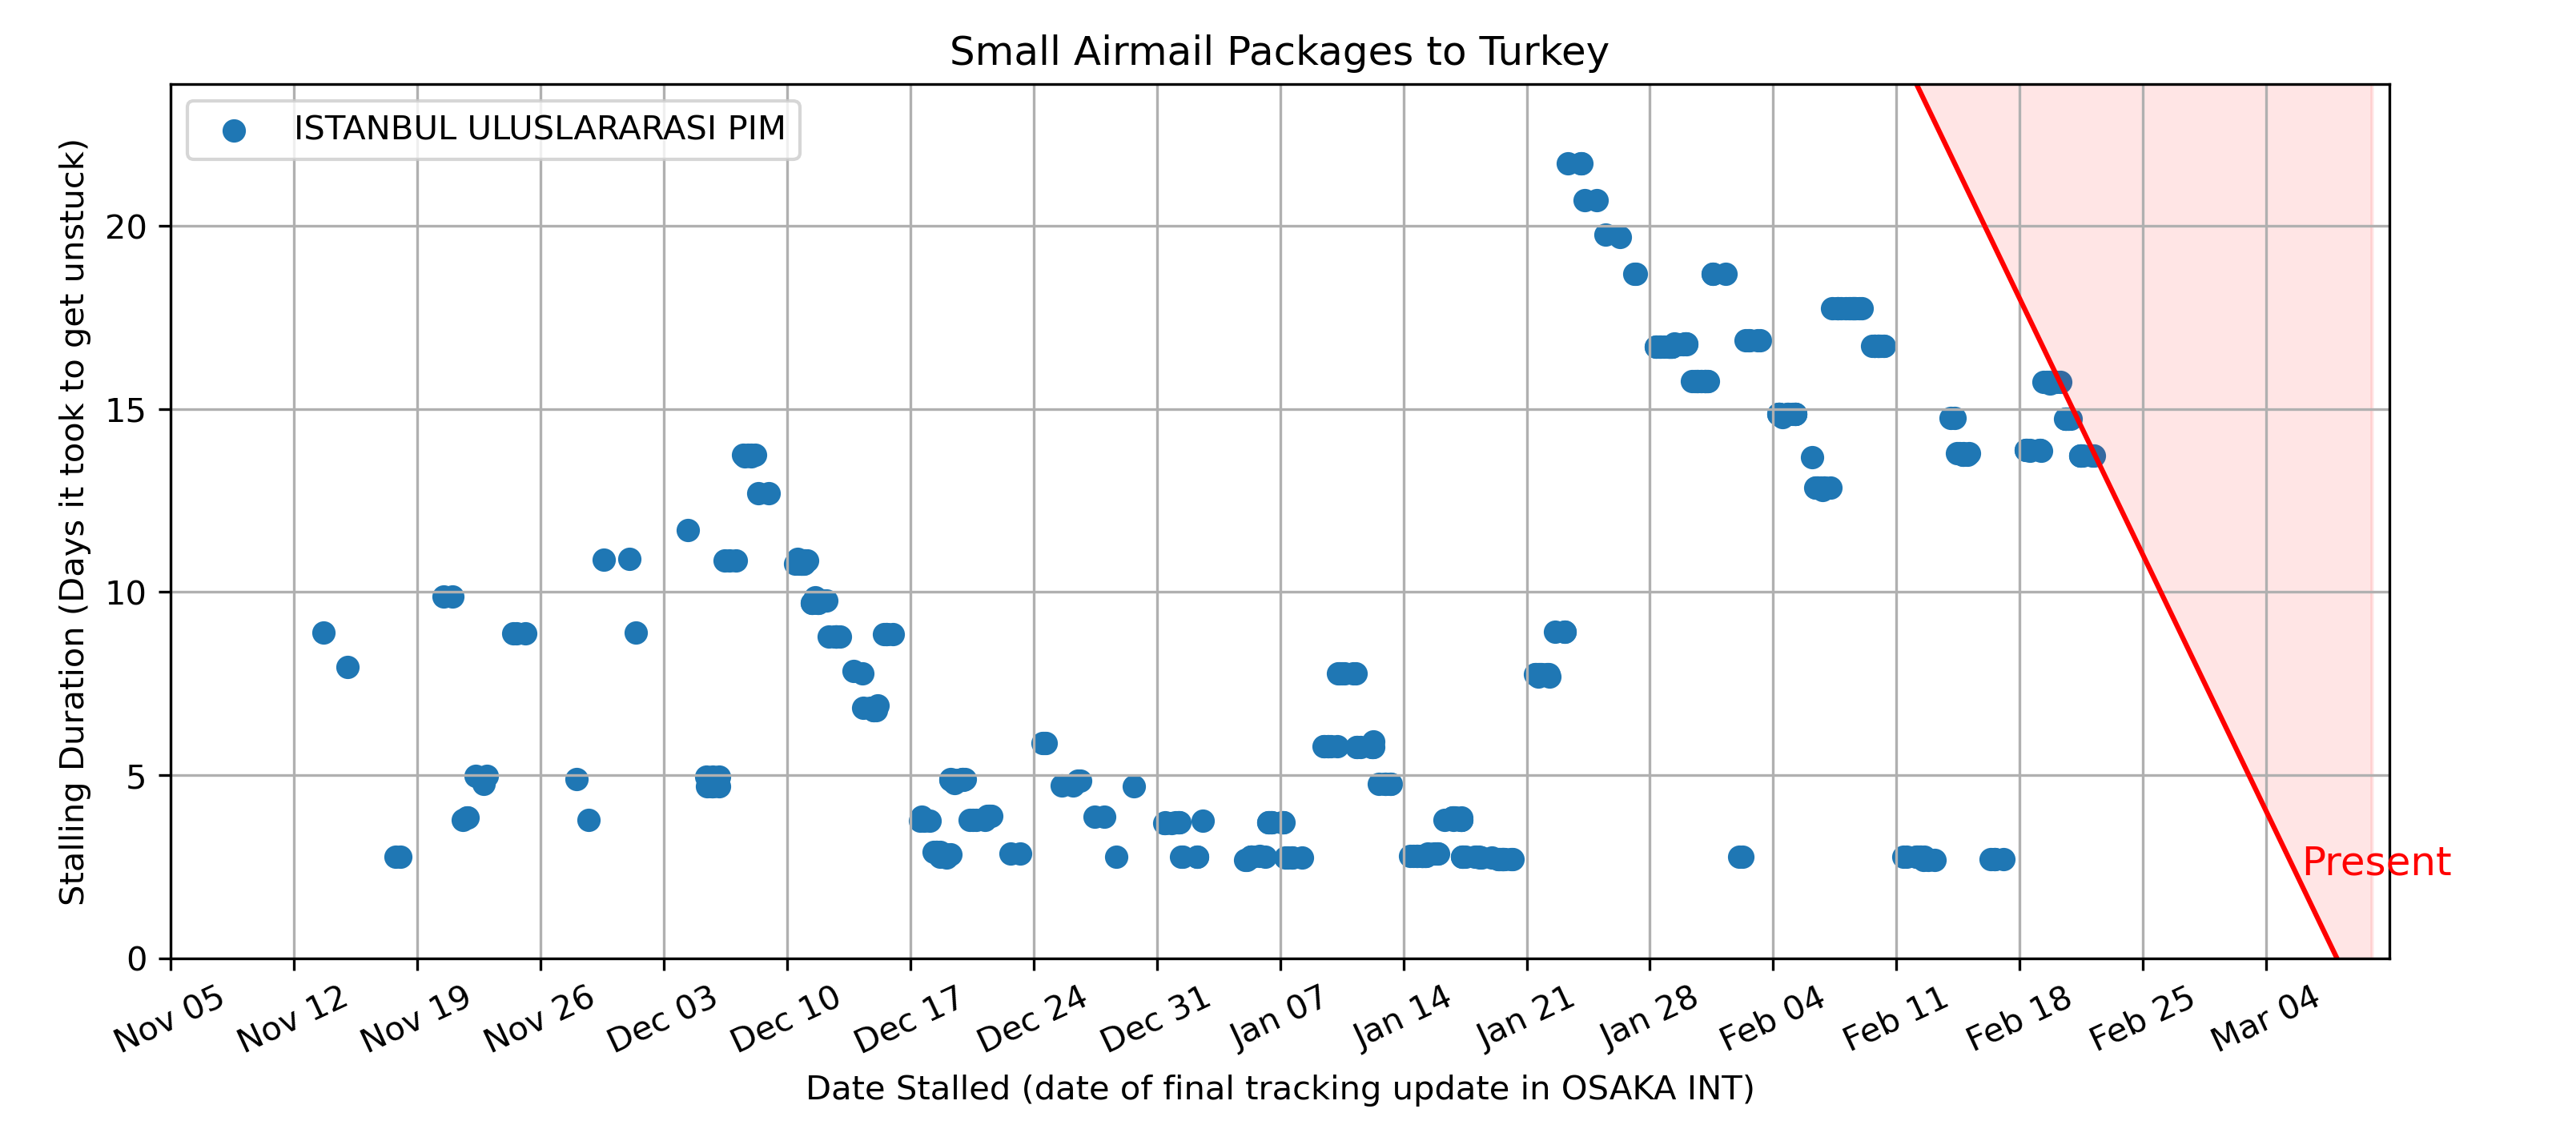 Small Airmail Packages to Turkey
ISTANBUL ULUSLARARASI PIM
Stalling Duration (Days it took to get unstuck)
20
15
10
5
0
Present
Nov 05
Nov 12
Nov 19
Nov 26
Dec 03
Dec 10
Dec 17
Dec 24
Dec 31
Jan 07
Jan 14
Jan 21
Jan 28
Feb 04
Feb 11
Feb 18
Feb 25
Mar 04
Date Stalled (date of final tracking update in OSAKA INT)